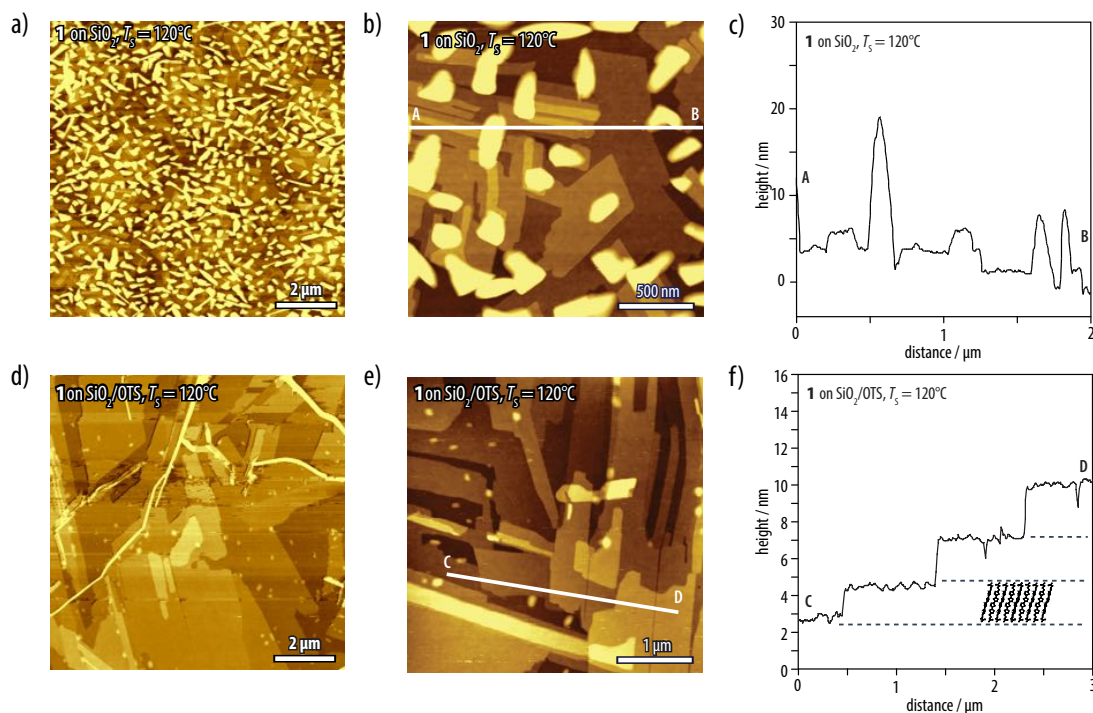 a)
1 on SiO₂, Tₛ = 120°C
2 µm
b)
1 on SiO₂, Tₛ = 120°C
A
B
500 nm
c)
1 on SiO₂, Tₛ = 120°C
30
20
10
0
height / nm
A
B
0
1
2
distance / µm
d)
1 on SiO₂/OTS, Tₛ = 120°C
2 µm
e)
1 on SiO₂/OTS, Tₛ = 120°C
C
D
1 µm
f)
1 on SiO₂/OTS, Tₛ = 120°C
16
14
12
10
8
6
4
2
0
height / nm
C
D
0
1
2
3
distance / µm